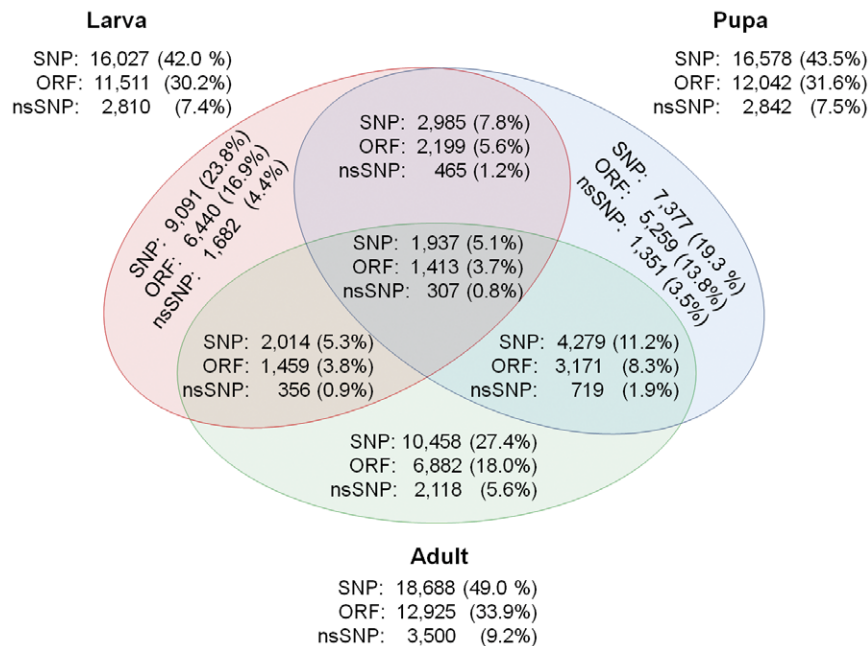 Larva
SNP: 16,027 (42.0 %)
ORF: 11,511 (30.2%)
nsSNP: 2,810 (7.4%)
Pupa
SNP: 16,578 (43.5%)
ORF: 12,042 (31.6%)
nsSNP: 2,842 (7.5%)
SNP: 2,985 (7.8%)
ORF: 2,199 (5.6%)
nsSNP: 465 (1.2%)
SNP: 9,091 (23.8%)
ORF: 6,440 (16.9%)
nsSNP: 1,682 (4.4%)
SNP: 7,377 (19.3 %)
ORF: 5,259 (13.8%)
nsSNP: 1,351 (3.5%)
SNP: 1,937 (5.1%)
ORF: 1,413 (3.7%)
nsSNP: 307 (0.8%)
SNP: 2,014 (5.3%)
ORF: 1,459 (3.8%)
nsSNP: 356 (0.9%)
SNP: 4,279 (11.2%)
ORF: 3,171 (8.3%)
nsSNP: 719 (1.9%)
SNP: 10,458 (27.4%)
ORF: 6,882 (18.0%)
nsSNP: 2,118 (5.6%)
Adult
SNP: 18,688 (49.0 %)
ORF: 12,925 (33.9%)
nsSNP: 3,500 (9.2%)